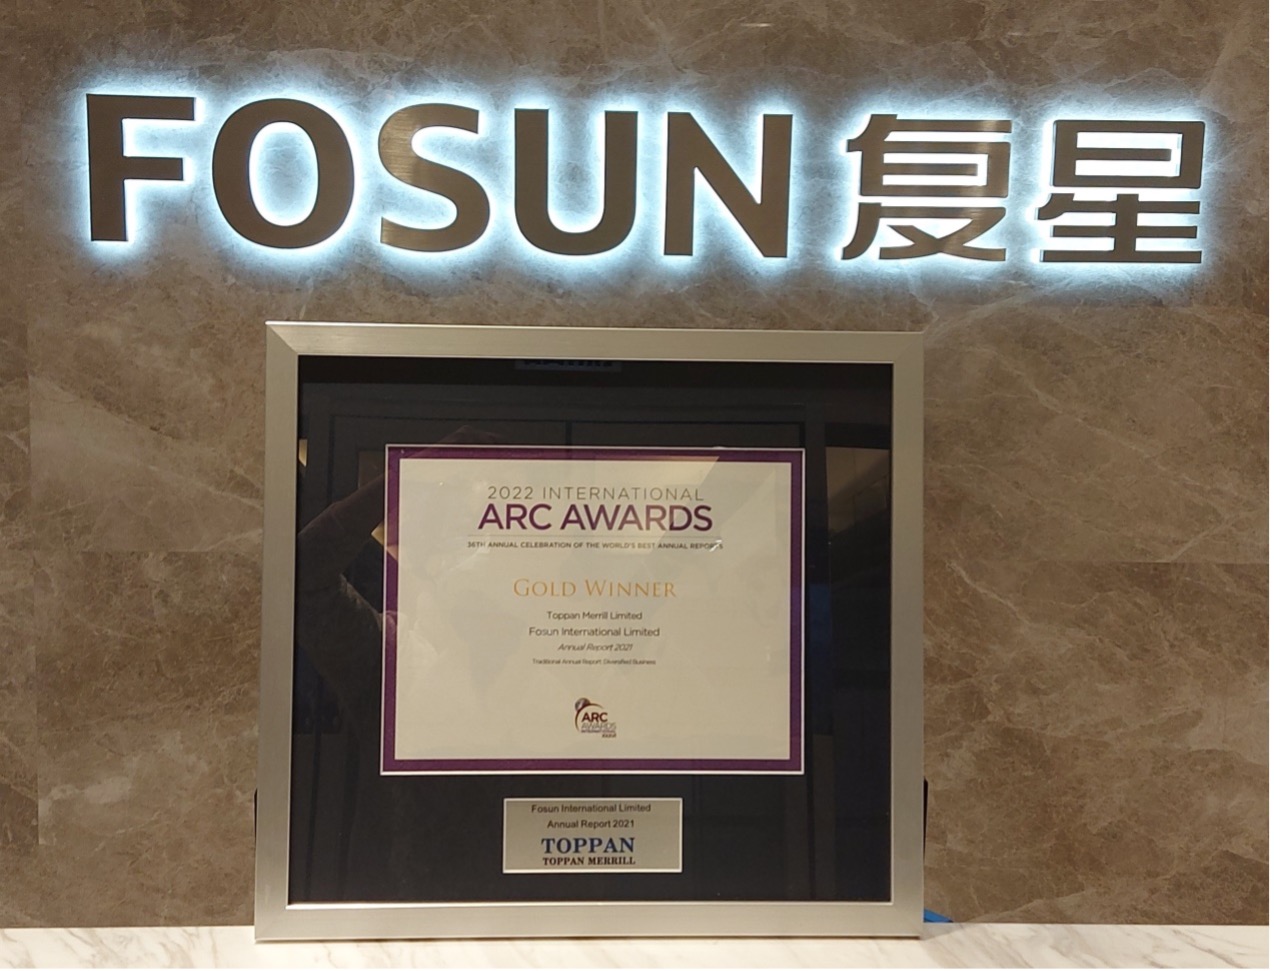 FOSUN 复星
2022 INTERNATIONAL
ARC AWARDS
36TH ANNUAL CELEBRATION OF THE WORLD'S BEST ANNUAL REPORTS
GOLD WINNER
Toppan Merrill Limited
Fosun International Limited
Annual Report 2021
Traditional Annual Report: Diversified Business
ARC
AWARDS
INTERNATIONAL
Fosun International Limited
Annual Report 2021
TOPPAN
TOPPAN MERRILL